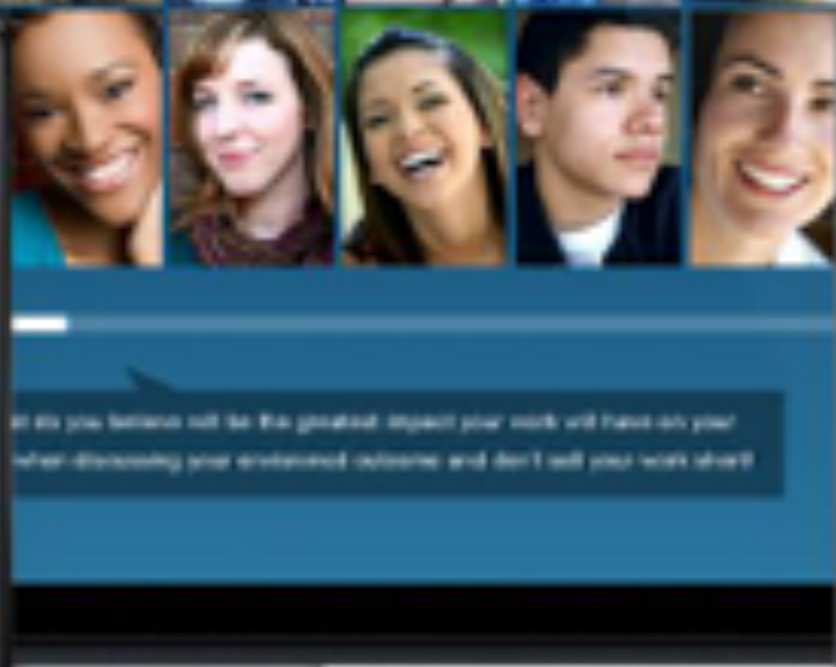 do you believe will be the greatest impact your work will have on your
when discussing your envisioned outcome and don't sell your work short!